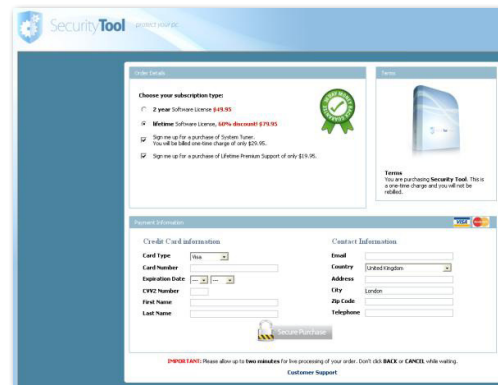 SecurityTool protect your pc
Order Details
Choose your subscription type:
2 year Software License $49.95
lifetime Software License, 60% discount! $79.95
Sign me up for a purchase of System Tuner.
You will be billed one-time charge of only $29.95.
Sign me up for a purchase of Lifetime Premium Support of only $19.95.
Terms
Terms
You are purchasing Security Tool. This is
a one-time charge and you will not be
rebilled.
Payment Information
VISA
Credit Card information
Card Type Visa
Card Number
Expiration Date --- ---
CVV2 Number
First Name
Last Name
Contact Information
Email
Country United Kingdom
Address
City London
Zip Code
Telephone
Secure Purchase
IMPORTANT: Please allow up to two minutes for live processing of your order. Don't click BACK or CANCEL while waiting.
Customer Support